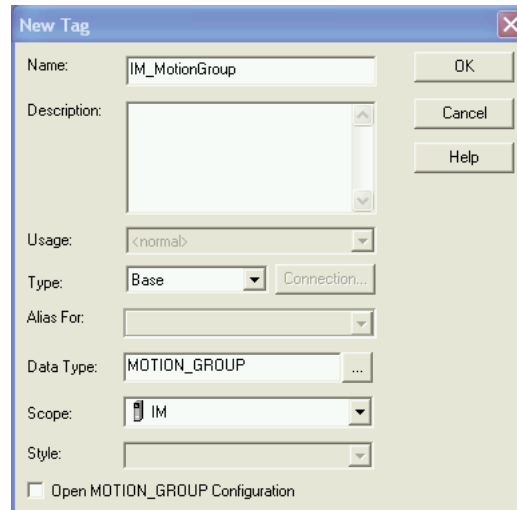 New Tag
Name: IM_MotionGroup OK
Description: Cancel
Help
Usage: <normal>
Type: Base Connection...
Alias For:
Data Type: MOTION_GROUP ...
Scope: IM
Style:
Open MOTION_GROUP Configuration